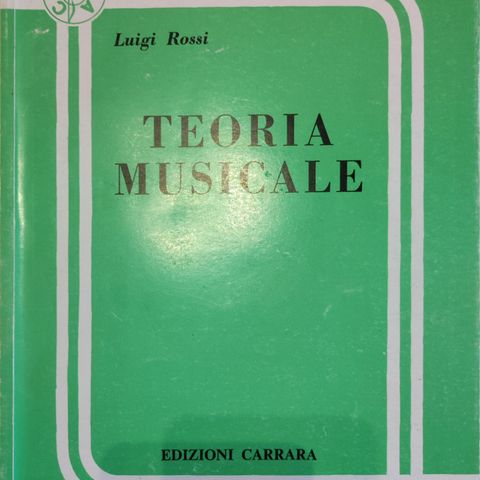 Luigi Rossi
TEORIA
MUSICALE
EDIZIONI CARRARA